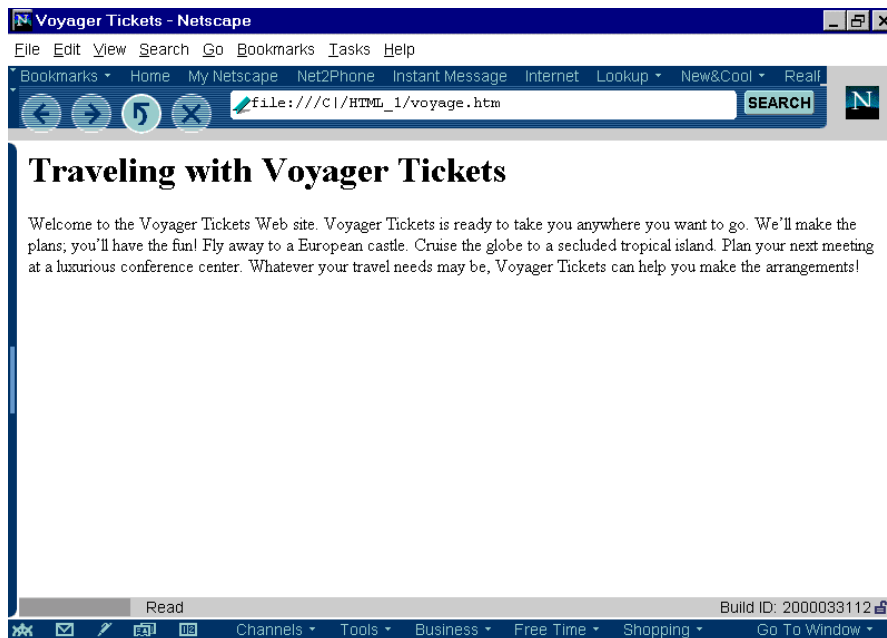 Voyager Tickets - Netscape
File Edit View Search Go Bookmarks Tasks Help
Bookmarks Home My Netscape Net2Phone Instant Message Internet Lookup New&Cool
file:///C|/HTML_1/voyage.htm SEARCH N
Traveling with Voyager Tickets
Welcome to the Voyager Tickets Web site. Voyager Tickets is ready to take you anywhere you want to go. We'll make the
plans; you'll have the fun! Fly away to a European castle. Cruise the globe to a secluded tropical island. Plan your next meeting
at a luxurious conference center. Whatever your travel needs may be, Voyager Tickets can help you make the arrangements!
Read Build ID: 2000033112
Channels Tools Business Free Time Shopping Go To Window